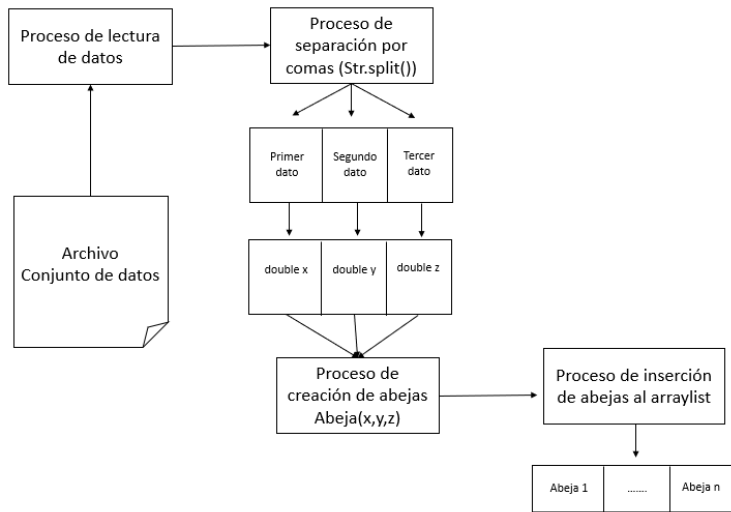 Proceso de lectura
de datos
Proceso de
separación por
comas (Str.split())
Primer
dato
Segundo
dato
Tercer
dato
Archivo
Conjunto de datos
double x
double y
double z
Proceso de
creación de abejas
Abeja(x,y,z)
Proceso de inserción
de abejas al arraylist
Abeja 1
.......
Abeja n